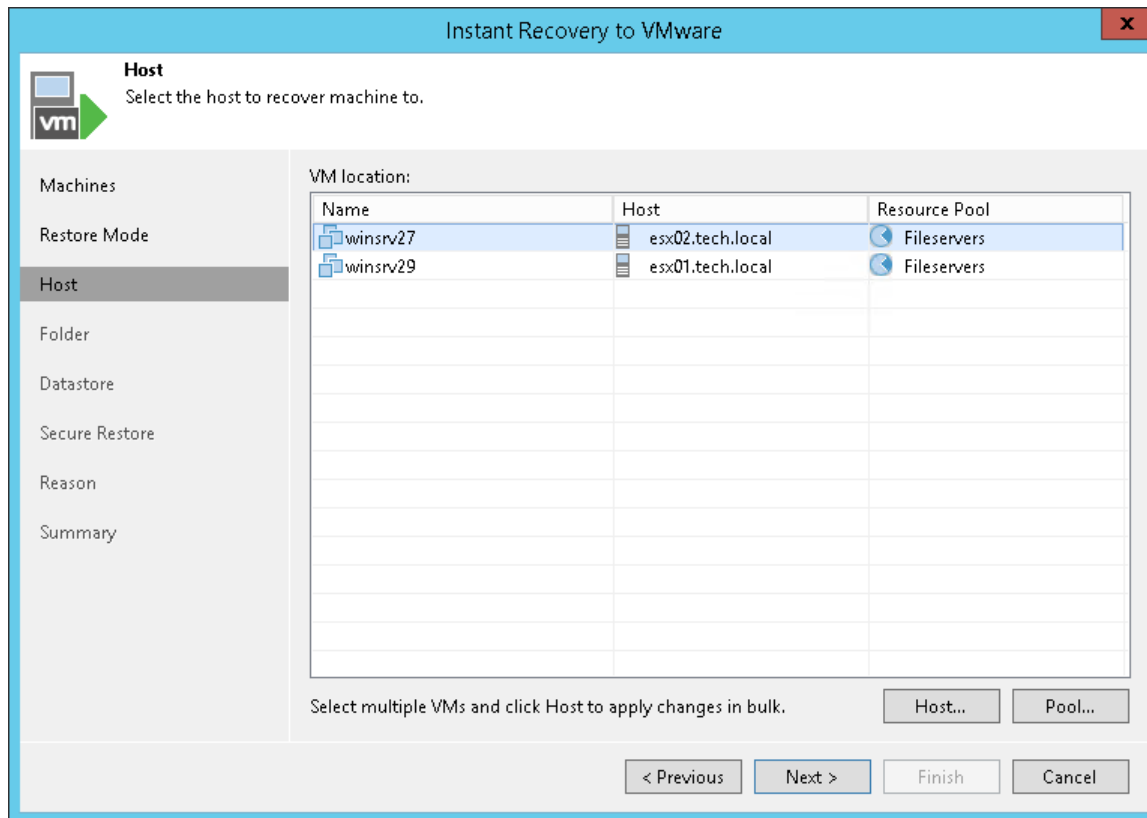 Instant Recovery to VMware
x
Host
Select the host to recover machine to.
vm
Machines
Restore Mode
Host
Folder
Datastore
Secure Restore
Reason
Summary
VM location:
Name Host Resource Pool
winsrv27 esx02.tech.local Fileservers
winsrv29 esx01.tech.local Fileservers
Select multiple VMs and click Host to apply changes in bulk. Host... Pool...
< Previous Next > Finish Cancel